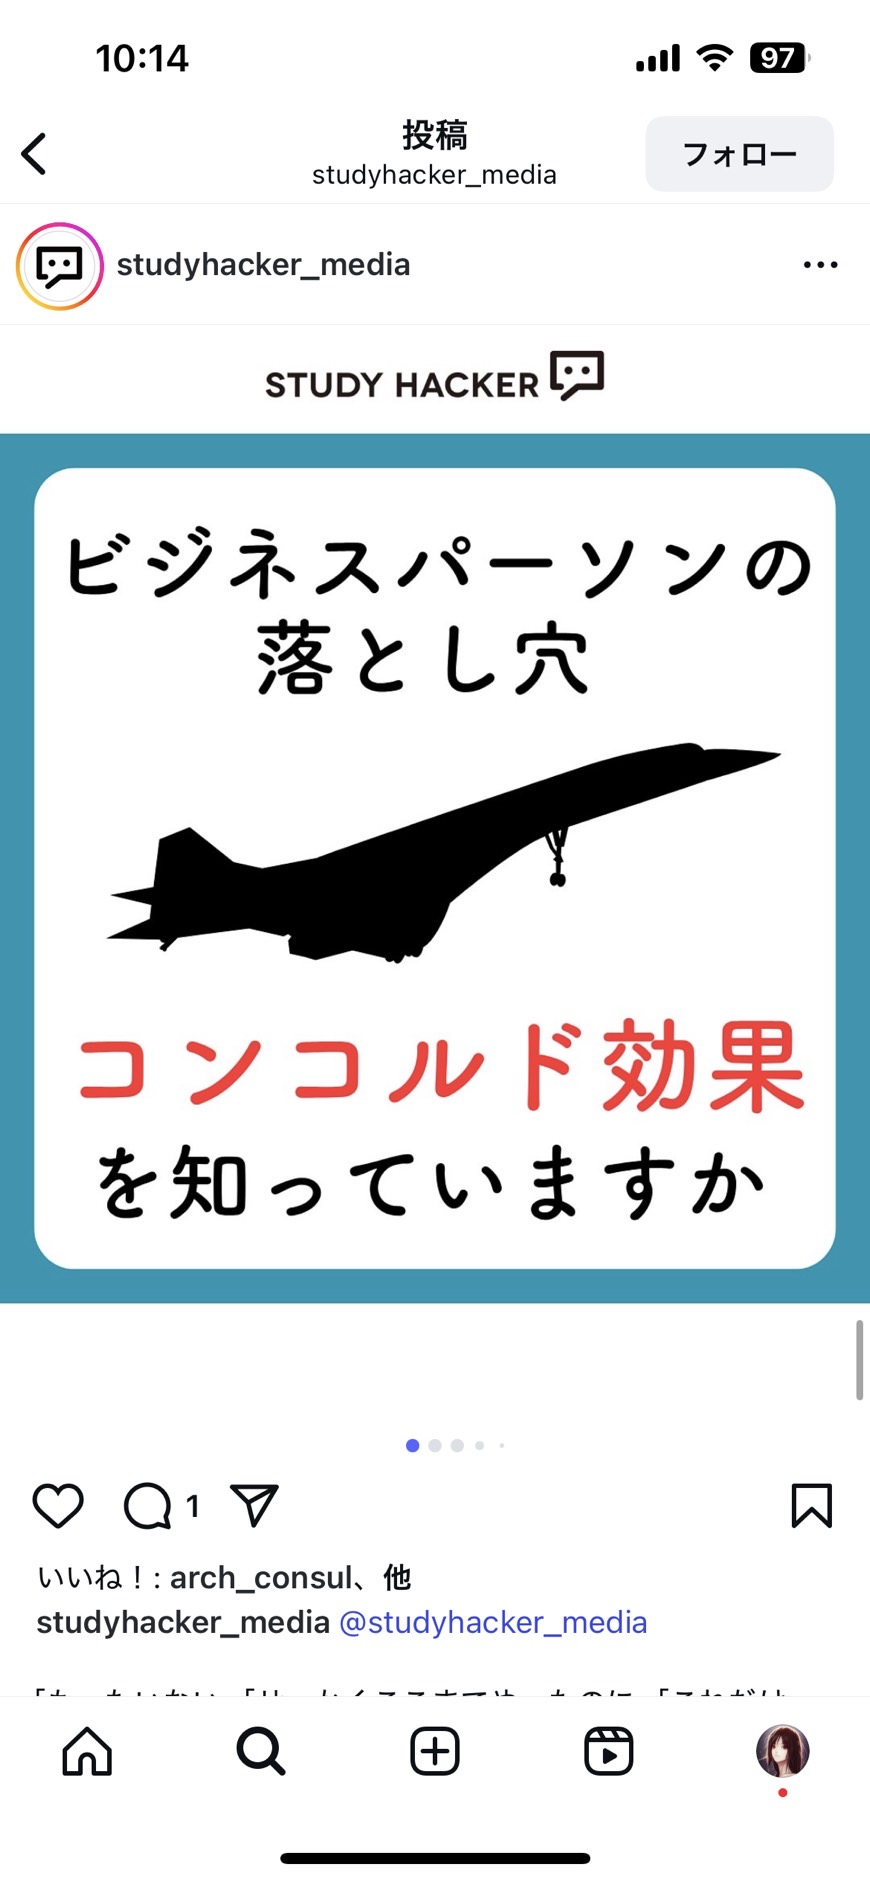 10:14
97
投稿
studyhacker_media
フォロー
studyhacker_media
STUDY HACKER
ビジネスパーソンの
落とし穴
コンコルド効果
を知っていますか
1
いいね！: arch_consul、他
studyhacker_media @studyhacker_media